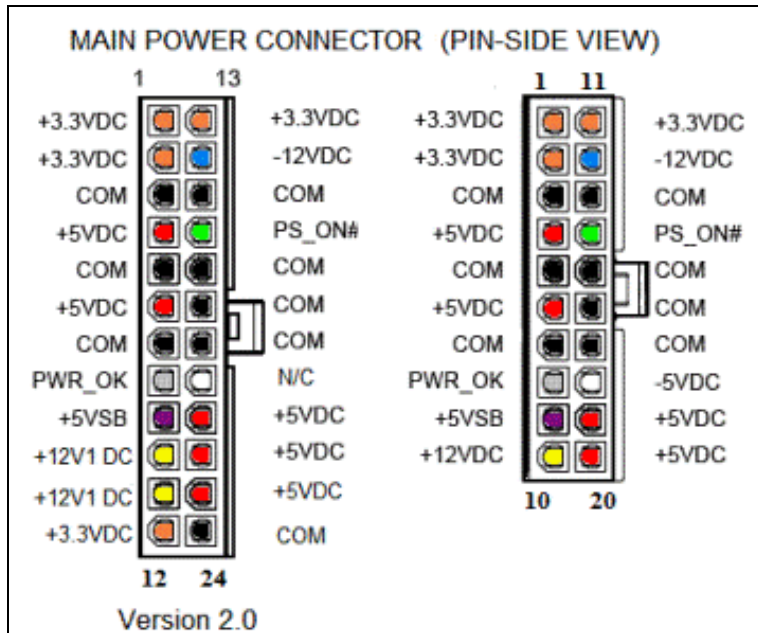 MAIN POWER CONNECTOR (PIN-SIDE VIEW)
1 13
+3.3VDC +3.3VDC
+3.3VDC -12VDC
COM COM
+5VDC PS_ON#
COM COM
+5VDC COM
COM COM
PWR_OK N/C
+5VSB +5VDC
+12V1 DC +5VDC
+12V1 DC +5VDC
+3.3VDC COM
12 24
Version 2.0
1 11
+3.3VDC +3.3VDC
+3.3VDC -12VDC
COM COM
+5VDC PS_ON#
COM COM
+5VDC COM
COM COM
PWR_OK -5VDC
+5VSB +5VDC
+12VDC +5VDC
10 20